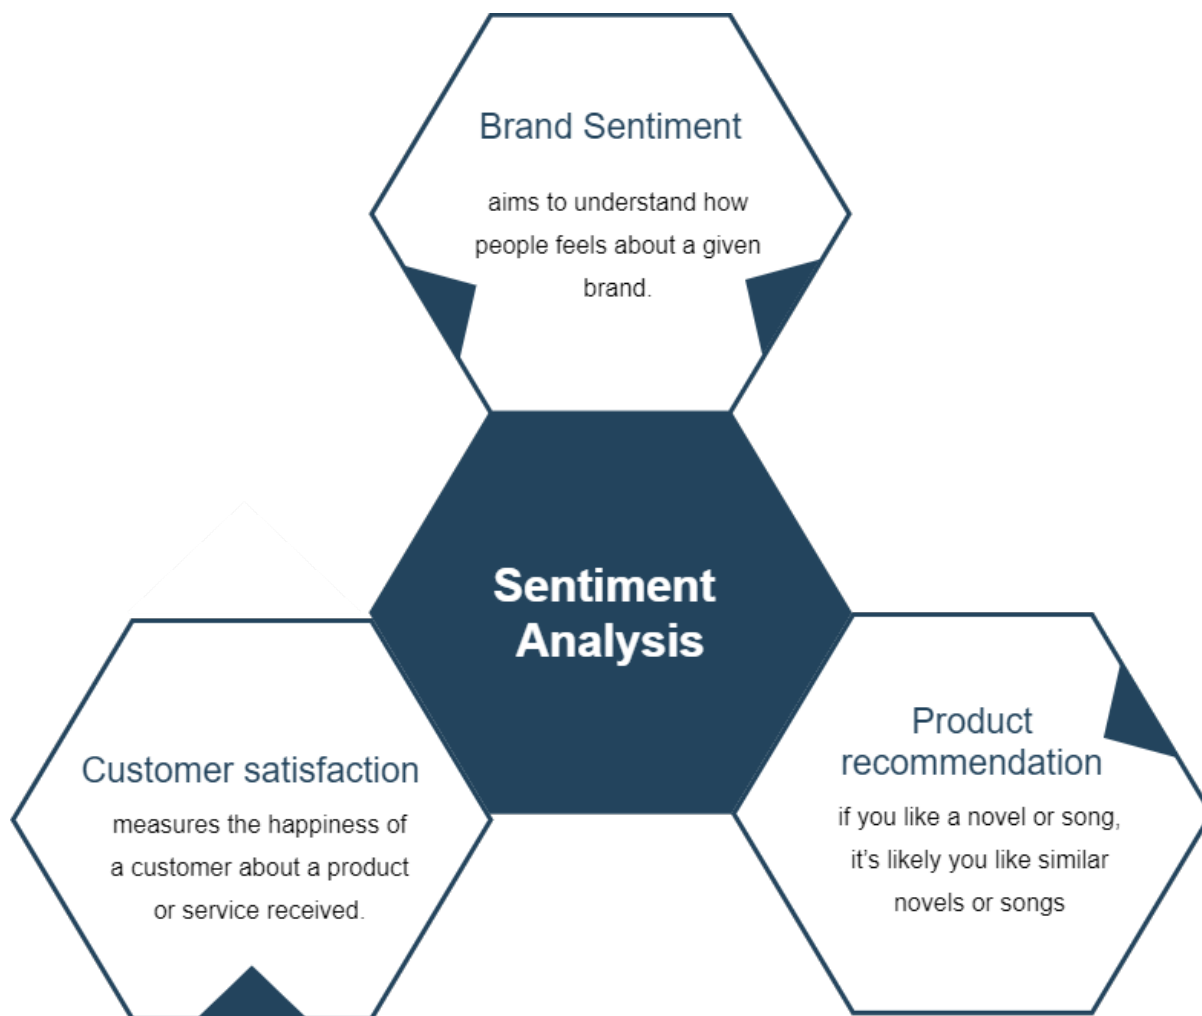 Brand Sentiment
aims to understand how
people feels about a given
brand.
Sentiment
Analysis
Customer satisfaction
measures the happiness of
a customer about a product
or service received.
Product
recommendation
if you like a novel or song,
it’s likely you like similar
novels or songs